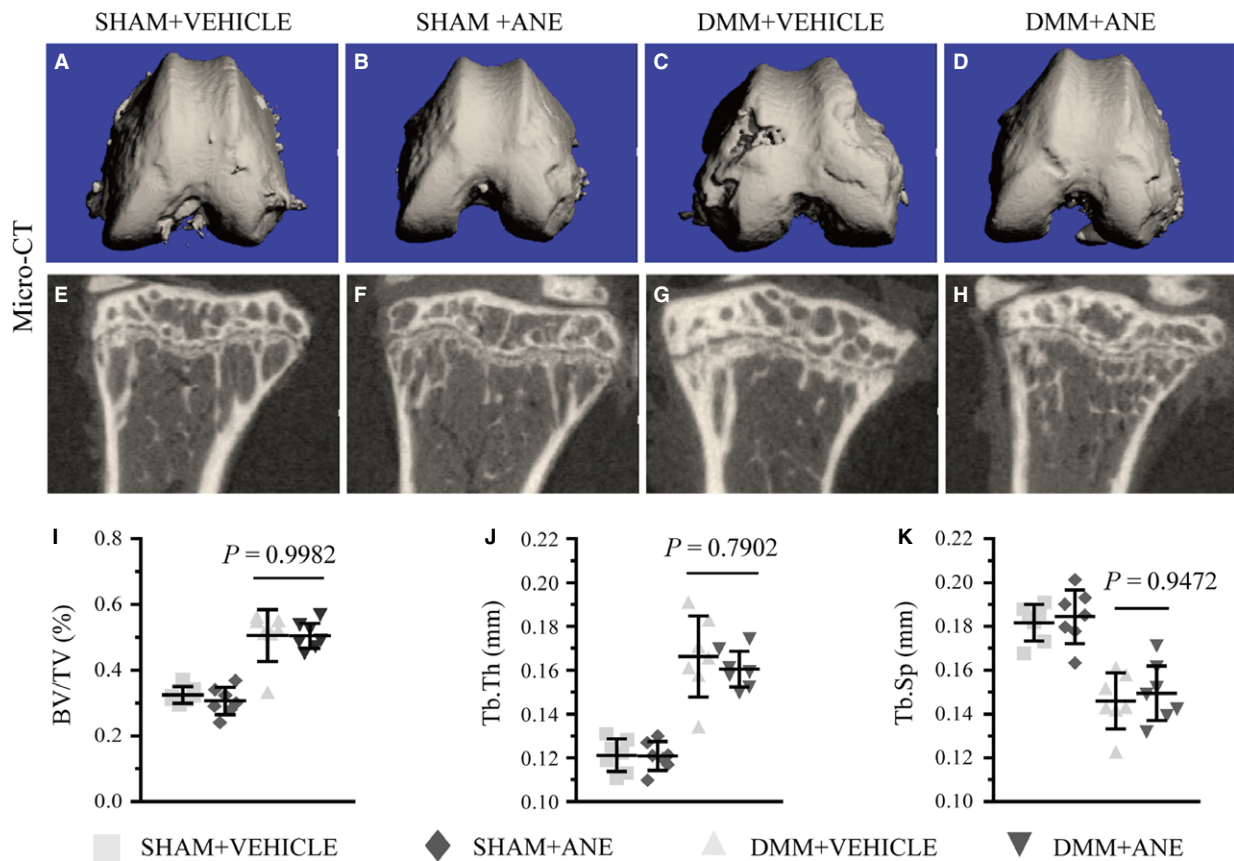 SHAM+VEHICLE SHAM +ANE DMM+VEHICLE DMM+ANE
Micro-CT
A B C D
E F G H
I J K
P = 0.9982
P = 0.7902
P = 0.9472
BV/TV (%)
0.8
0.6
0.4
0.2
0.0
Tb.Th (mm)
0.22
0.20
0.18
0.16
0.14
0.12
0.10
Tb.Sp (mm)
0.22
0.20
0.18
0.16
0.14
0.12
0.10
SHAM+VEHICLE SHAM+ANE DMM+VEHICLE DMM+ANE